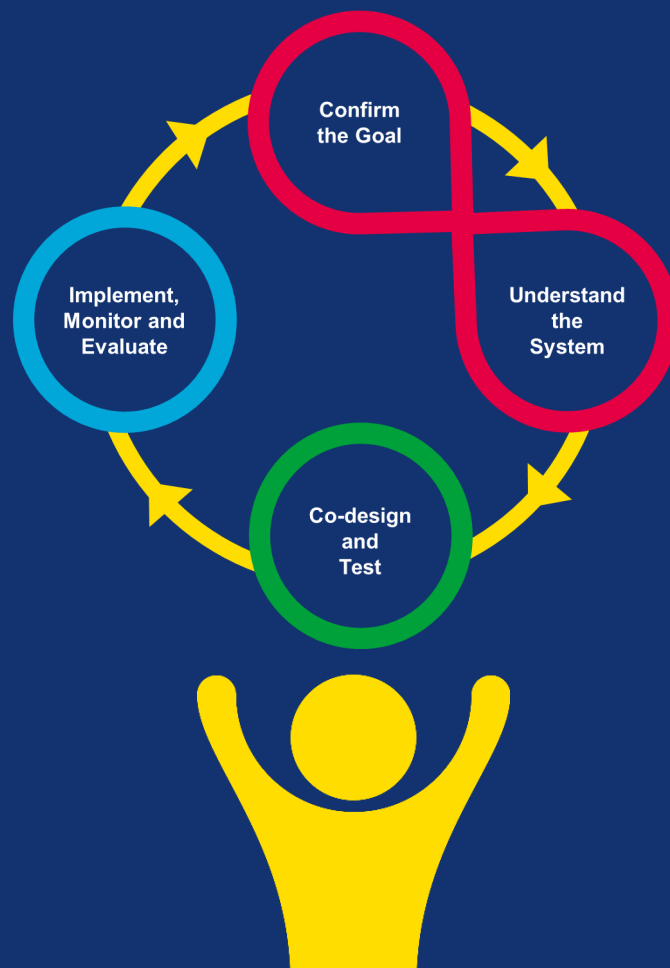 Confirm
the Goal
Understand
the
System
Co-design
and
Test
Implement,
Monitor and
Evaluate